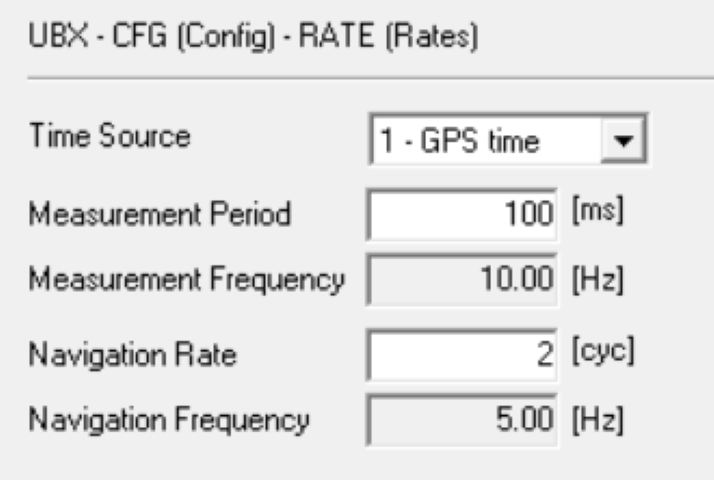 UBX - CFG (Config) - RATE (Rates)
Time Source 1 - GPS time
Measurement Period 100 [ms]
Measurement Frequency 10.00 [Hz]
Navigation Rate 2 [cyc]
Navigation Frequency 5.00 [Hz]